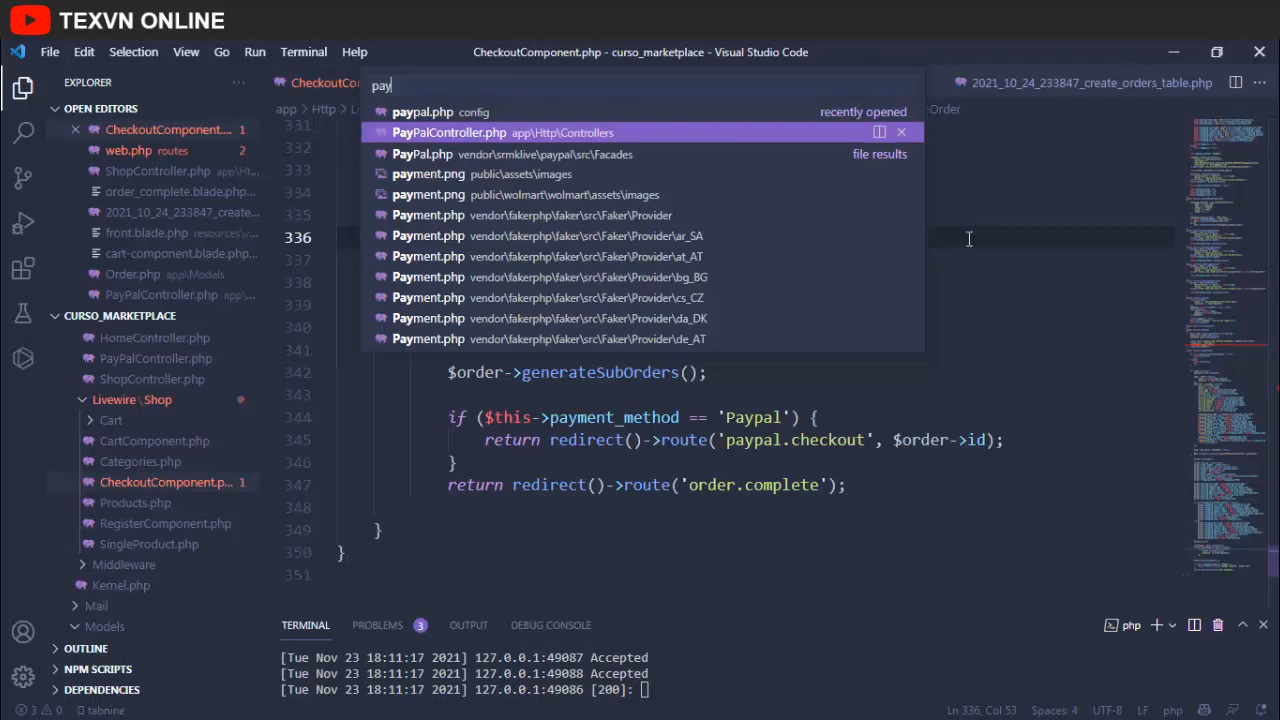 TEXVN ONLINE
File Edit Selection View Go Run Terminal Help
CheckoutComponent.php - curso_marketplace - Visual Studio Code
EXPLORER
OPEN EDITORS
CheckoutComponent.... 1
web.php routes 2
ShopController.php app\Ht...
order_complete.blade.php...
2021_10_24_233847_create...
front.blade.php resources\w...
cart-component.blade.php...
Order.php app\Models
PayPalController.php app\...
CURSO_MARKETPLACE
HomeController.php
PayPalController.php
ShopController.php
Livewire\Shop
Cart
CartComponent.php
Categories.php
CheckoutComponent.p... 1
Products.php
RegisterComponent.php
SingleProduct.php
Middleware
Kernel.php
Mail
Models
OUTLINE
NPM SCRIPTS
DEPENDENCIES
CheckoutCo
2021_10_24_233847_create_orders_table.php
app > Http > Li
Order
pay
paypal.php config recently opened
PayPalController.php app\Http\Controllers
PayPal.php vendor\srmklive\paypal\src\Facades file results
payment.png public\assets\images
payment.png public\wolmart\wolmart\assets\images
Payment.php vendor\fakerphp\faker\src\Faker\Provider
Payment.php vendor\fakerphp\faker\src\Faker\Provider\ar_SA
Payment.php vendor\fakerphp\faker\src\Faker\Provider\at_AT
Payment.php vendor\fakerphp\faker\src\Faker\Provider\bg_BG
Payment.php vendor\fakerphp\faker\src\Faker\Provider\cs_CZ
Payment.php vendor\fakerphp\faker\src\Faker\Provider\da_DK
Payment.php vendor\fakerphp\faker\src\Faker\Provider\de_AT
331
332
333
334
335
336
337
338
339
340
341
342 $order->generateSubOrders();
343
344 if ($this->payment_method == 'Paypal') {
345 return redirect()->route('paypal.checkout', $order->id);
346 }
347 return redirect()->route('order.complete');
348
349 }
350 }
351
TERMINAL PROBLEMS 3 OUTPUT DEBUG CONSOLE
php
[Tue Nov 23 18:11:17 2021] 127.0.0.1:49087 Accepted
[Tue Nov 23 18:11:17 2021] 127.0.0.1:49088 Accepted
[Tue Nov 23 18:11:17 2021] 127.0.0.1:49086 [200]:
3 0 tabnine
Ln 336, Col 53 Spaces: 4 UTF-8 LF php